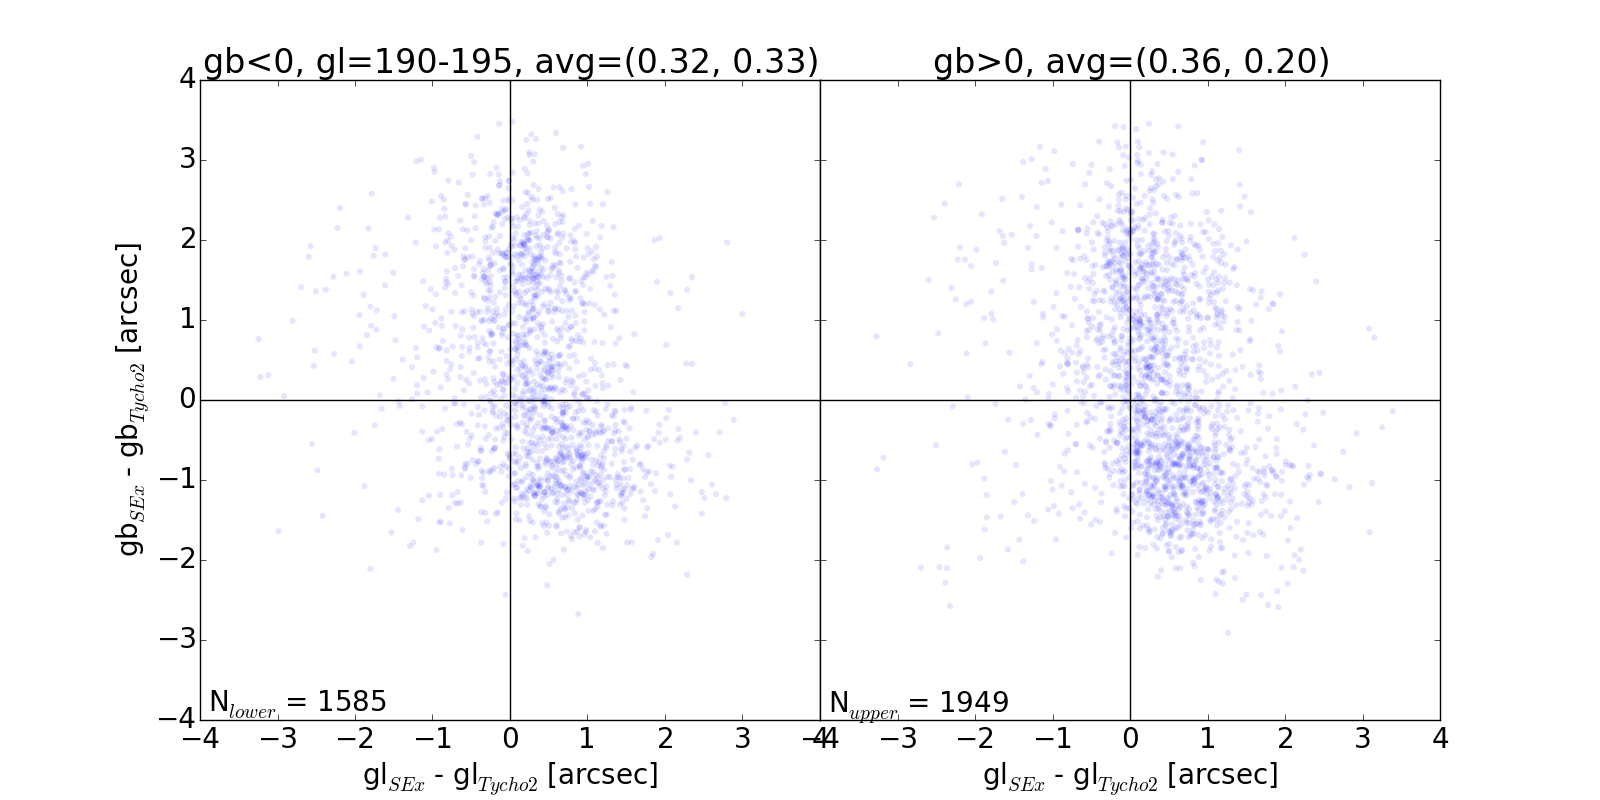 gb<0, gl=190-195, avg=(0.32, 0.33)
gb>0, avg=(0.36, 0.20)
4
3
2
1
0
−1
−2
−3
−4
gb_SEx - gb_Tycho2 [arcsec]
N_lower = 1585
N_upper = 1949
−4 −3 −2 −1 0 1 2 3 4
−4 −3 −2 −1 0 1 2 3 4
gl_SEx - gl_Tycho2 [arcsec]
gl_SEx - gl_Tycho2 [arcsec]